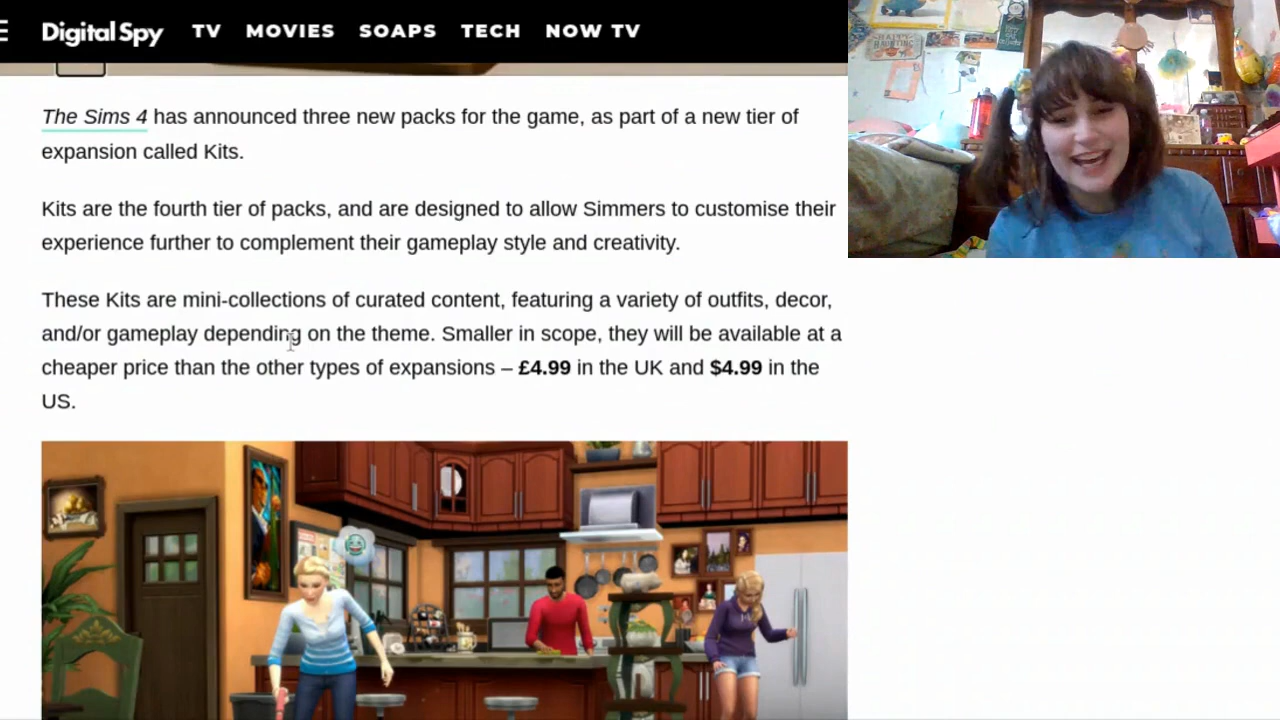 Digital Spy TV MOVIES SOAPS TECH NOW TV
The Sims 4 has announced three new packs for the game, as part of a new tier of
expansion called Kits.
Kits are the fourth tier of packs, and are designed to allow Simmers to customise their
experience further to complement their gameplay style and creativity.
These Kits are mini-collections of curated content, featuring a variety of outfits, decor,
and/or gameplay depending on the theme. Smaller in scope, they will be available at a
cheaper price than the other types of expansions – £4.99 in the UK and $4.99 in the
US.
HAPPY
HAUNTING